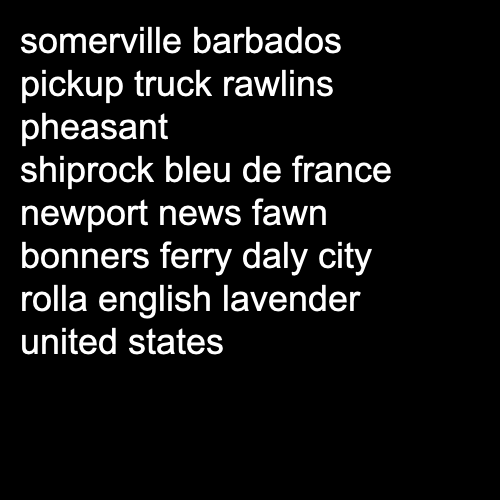 somerville barbados
pickup truck rawlins
pheasant
shiprock bleu de france
newport news fawn
bonners ferry daly city
rolla english lavender
united states